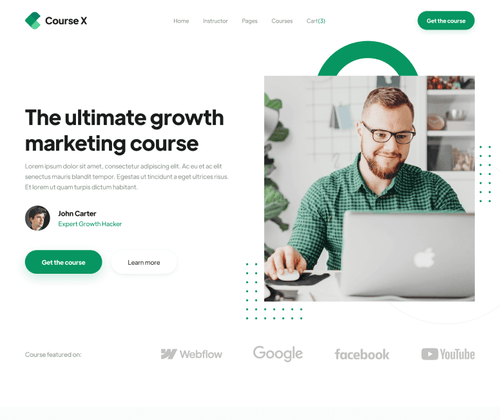 Course X
Home Instructor Pages Courses Cart(3)
Get the course
The ultimate growth
marketing course
Lorem ipsum dolor sit amet, consectetur adipiscing elit. Ac eu et ac elit
senectus mauris blandit tempor. Egestas ut tincidunt a eget ultrices risus.
Et lorem ut quam turpis dictum habitant.
John Carter
Expert Growth Hacker
Get the course
Learn more
Course featured on:
Webflow
Google
facebook
YouTube